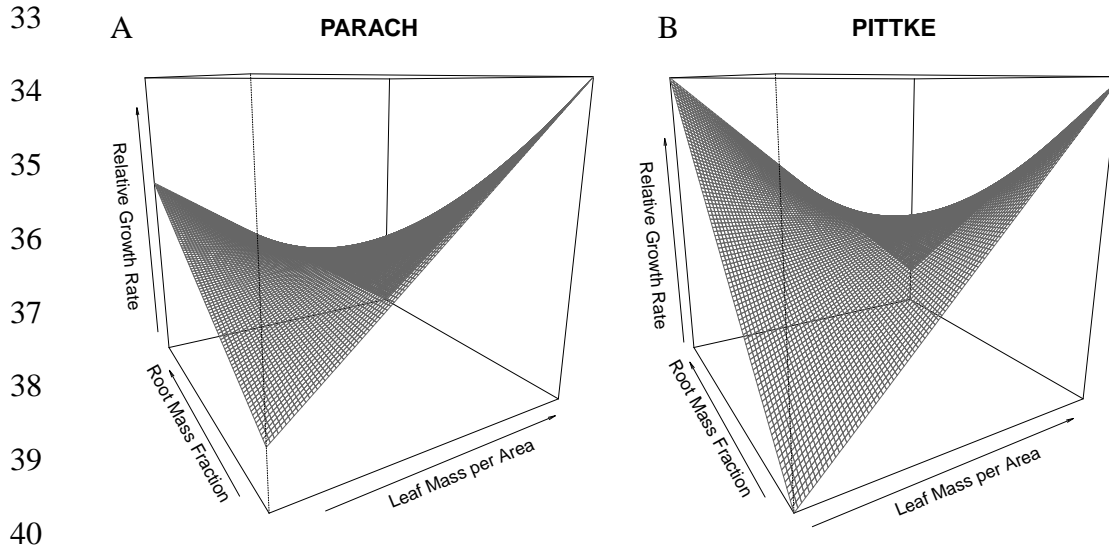 33
A PARACH B PITTKE
34
35
Relative Growth Rate Relative Growth Rate
36
37
38
Root Mass Fraction Root Mass Fraction
39
Leaf Mass per Area Leaf Mass per Area
40